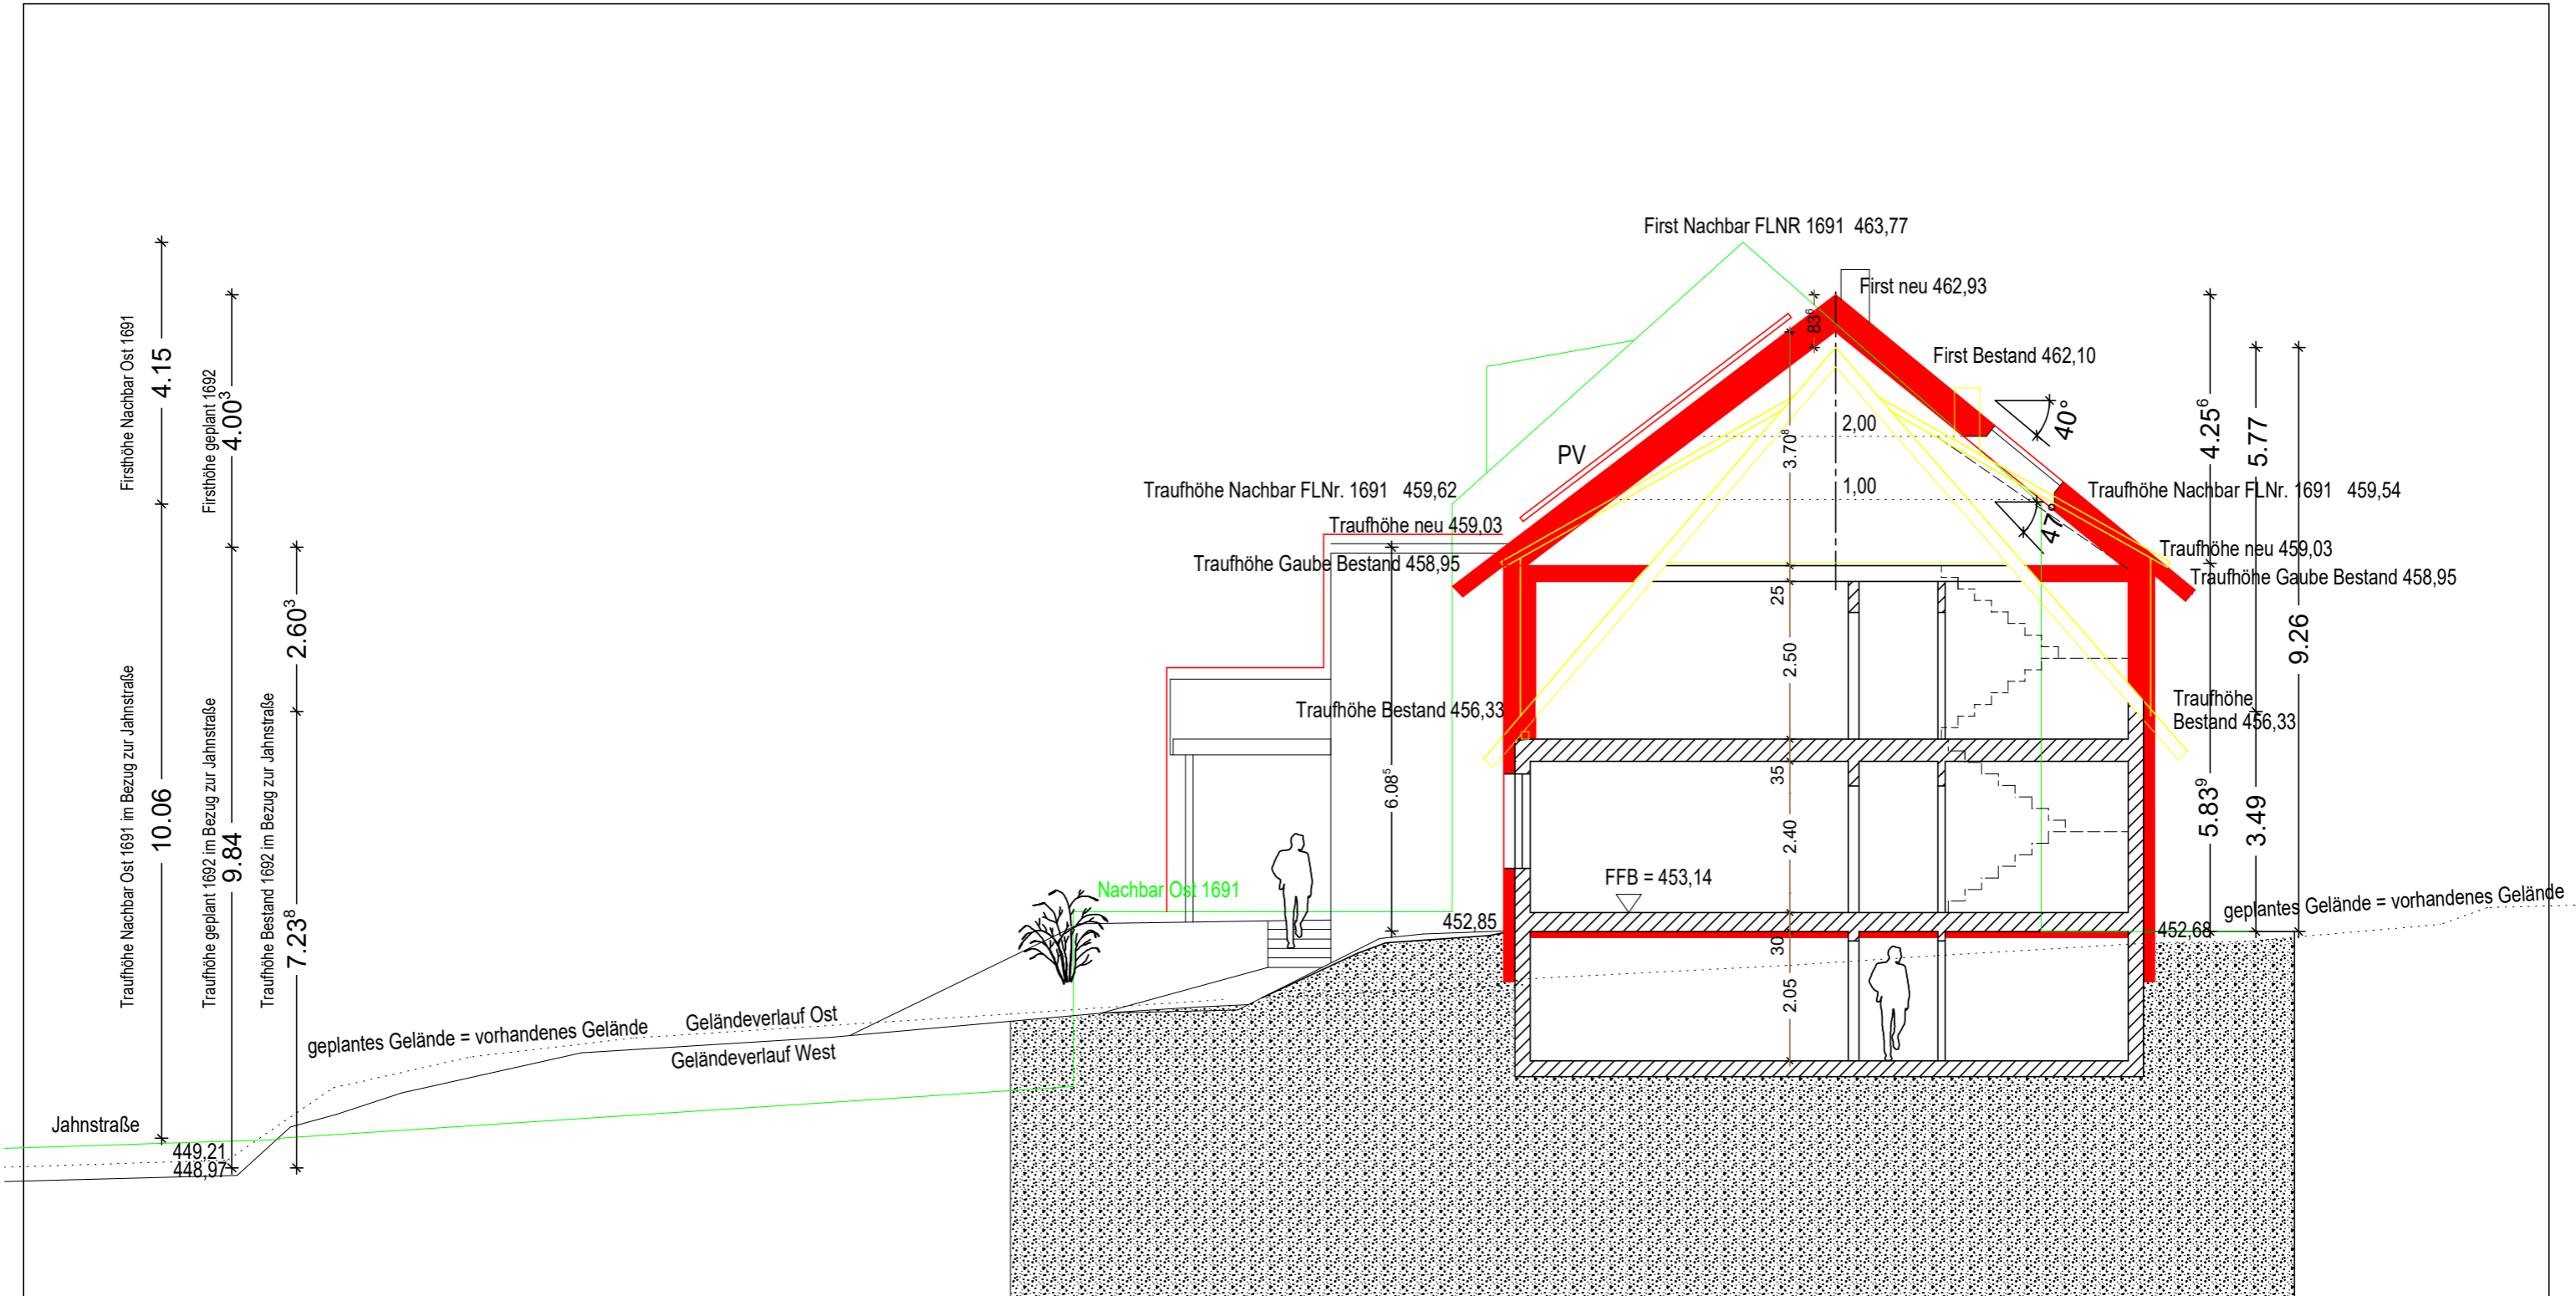 First Nachbar FLNR 1691 463,77
First neu 462,93
83⁶
First Bestand 462,10
Firsthöhe Nachbar Ost 1691
4.15
Firsthöhe geplant 1692
4.00³
40°
4.25⁶
5.77
2,00
3.70⁸
PV
1,00
47°
Traufhöhe Nachbar FLNr. 1691 459,62
Traufhöhe Nachbar FLNr. 1691 459,54
Traufhöhe neu 459,03
Traufhöhe neu 459,03
Traufhöhe Gaube Bestand 458,95
Traufhöhe Gaube Bestand 458,95
25
2.60³
2.50
9.26
Traufhöhe Bestand 456,33
Traufhöhe
Bestand 456,33
Traufhöhe Nachbar Ost 1691 im Bezug zur Jahnstraße
10.06
Traufhöhe geplant 1692 im Bezug zur Jahnstraße
9.84
Traufhöhe Bestand 1692 im Bezug zur Jahnstraße
7.23⁸
6.08⁵
35
2.40
5.83⁹
3.49
FFB = 453,14
Nachbar Ost 1691
452,85
geplantes Gelände = vorhandenes Gelände
452,68
30
2.05
geplantes Gelände = vorhandenes Gelände
Geländeverlauf Ost
Geländeverlauf West
Jahnstraße
449,21
448,97